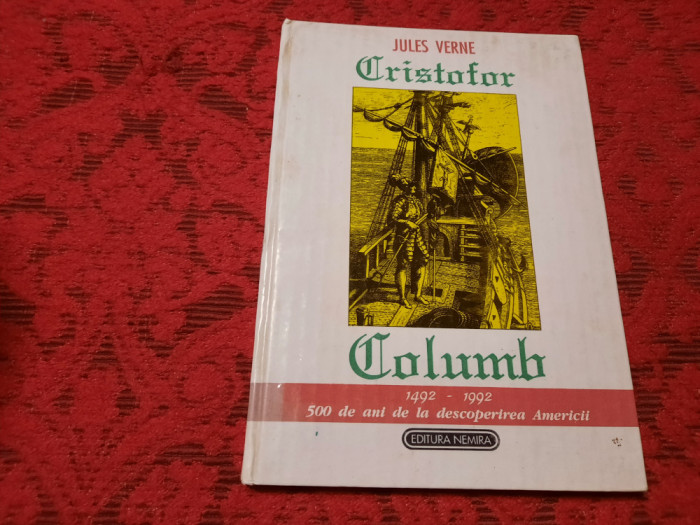 JULES VERNE
Cristofor
Columb
1492 - 1992
500 de ani de la descoperirea Americii
EDITURA NEMIRA